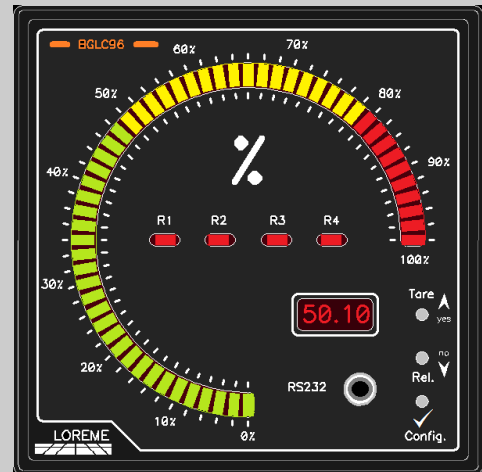 BGLC96
60%
70%
50%
80%
40%
90%
%
R1 R2 R3 R4
100%
30%
Tare
yes
50.10
no
20%
RS232
Rel.
10%
0%
LOREME
Config.